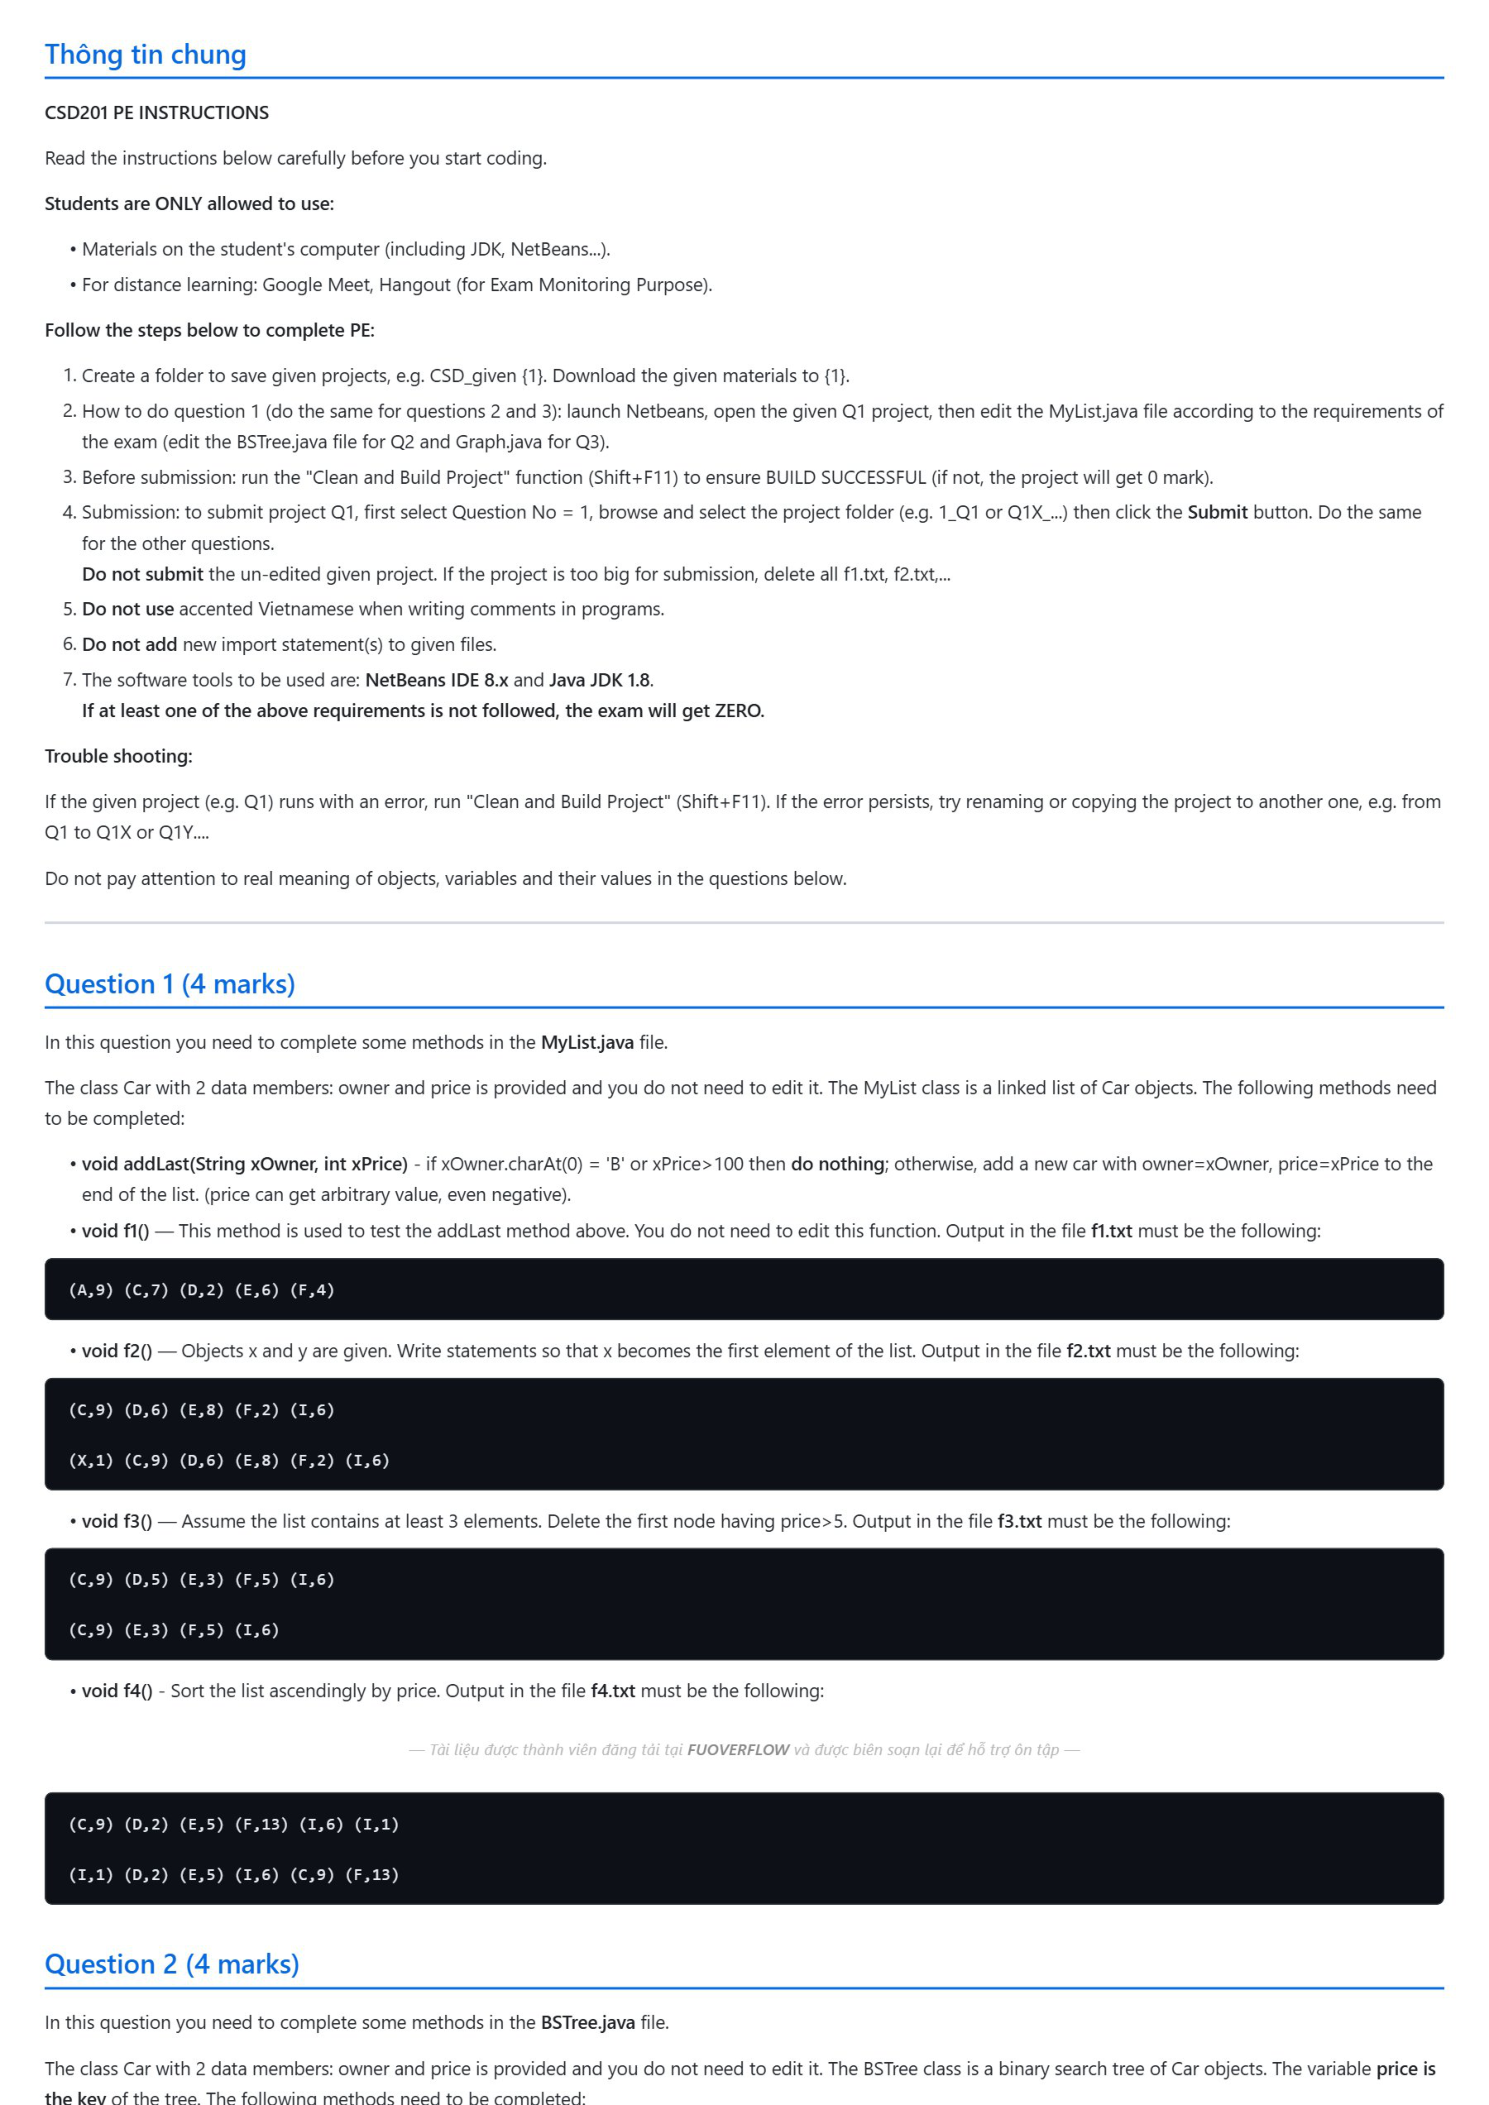 Thông tin chung
CSD201 PE INSTRUCTIONS
Read the instructions below carefully before you start coding.
Students are ONLY allowed to use:
• Materials on the student's computer (including JDK, NetBeans...).
• For distance learning: Google Meet, Hangout (for Exam Monitoring Purpose).
Follow the steps below to complete PE:
1. Create a folder to save given projects, e.g. CSD_given {1}. Download the given materials to {1}.
2. How to do question 1 (do the same for questions 2 and 3): launch Netbeans, open the given Q1 project, then edit the MyList.java file according to the requirements of
the exam (edit the BSTree.java file for Q2 and Graph.java for Q3).
3. Before submission: run the "Clean and Build Project" function (Shift+F11) to ensure BUILD SUCCESSFUL (if not, the project will get 0 mark).
4. Submission: to submit project Q1, first select Question No = 1, browse and select the project folder (e.g. 1_Q1 or Q1X_...) then click the Submit button. Do the same
for the other questions.
Do not submit the un-edited given project. If the project is too big for submission, delete all f1.txt, f2.txt,...
5. Do not use accented Vietnamese when writing comments in programs.
6. Do not add new import statement(s) to given files.
7. The software tools to be used are: NetBeans IDE 8.x and Java JDK 1.8.
If at least one of the above requirements is not followed, the exam will get ZERO.
Trouble shooting:
If the given project (e.g. Q1) runs with an error, run "Clean and Build Project" (Shift+F11). If the error persists, try renaming or copying the project to another one, e.g. from
Q1 to Q1X or Q1Y....
Do not pay attention to real meaning of objects, variables and their values in the questions below.
Question 1 (4 marks)
In this question you need to complete some methods in the MyList.java file.
The class Car with 2 data members: owner and price is provided and you do not need to edit it. The MyList class is a linked list of Car objects. The following methods need
to be completed:
• void addLast(String xOwner, int xPrice) - if xOwner.charAt(0) = 'B' or xPrice>100 then do nothing; otherwise, add a new car with owner=xOwner, price=xPrice to the
end of the list. (price can get arbitrary value, even negative).
• void f1() — This method is used to test the addLast method above. You do not need to edit this function. Output in the file f1.txt must be the following:
(A,9) (C,7) (D,2) (E,6) (F,4)
• void f2() — Objects x and y are given. Write statements so that x becomes the first element of the list. Output in the file f2.txt must be the following:
(C,9) (D,6) (E,8) (F,2) (I,6)
(X,1) (C,9) (D,6) (E,8) (F,2) (I,6)
• void f3() — Assume the list contains at least 3 elements. Delete the first node having price>5. Output in the file f3.txt must be the following:
(C,9) (D,5) (E,3) (F,5) (I,6)
(C,9) (E,3) (F,5) (I,6)
• void f4() - Sort the list ascendingly by price. Output in the file f4.txt must be the following:
— Tài liệu được thành viên đăng tải tại FUOVERFLOW và được biên soạn lại để hỗ trợ ôn tập —
(C,9) (D,2) (E,5) (F,13) (I,6) (I,1)
(I,1) (D,2) (E,5) (I,6) (C,9) (F,13)
Question 2 (4 marks)
In this question you need to complete some methods in the BSTree.java file.
The class Car with 2 data members: owner and price is provided and you do not need to edit it. The BSTree class is a binary search tree of Car objects. The variable price is
the key of the tree. The following methods need to be completed: